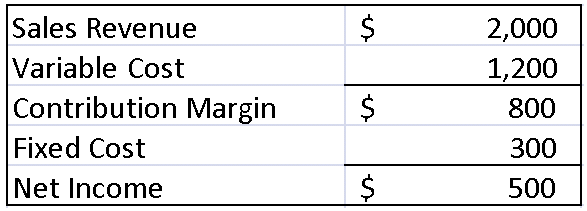 Sales Revenue $ 2,000
Variable Cost 1,200
Contribution Margin $ 800
Fixed Cost 300
Net Income $ 500